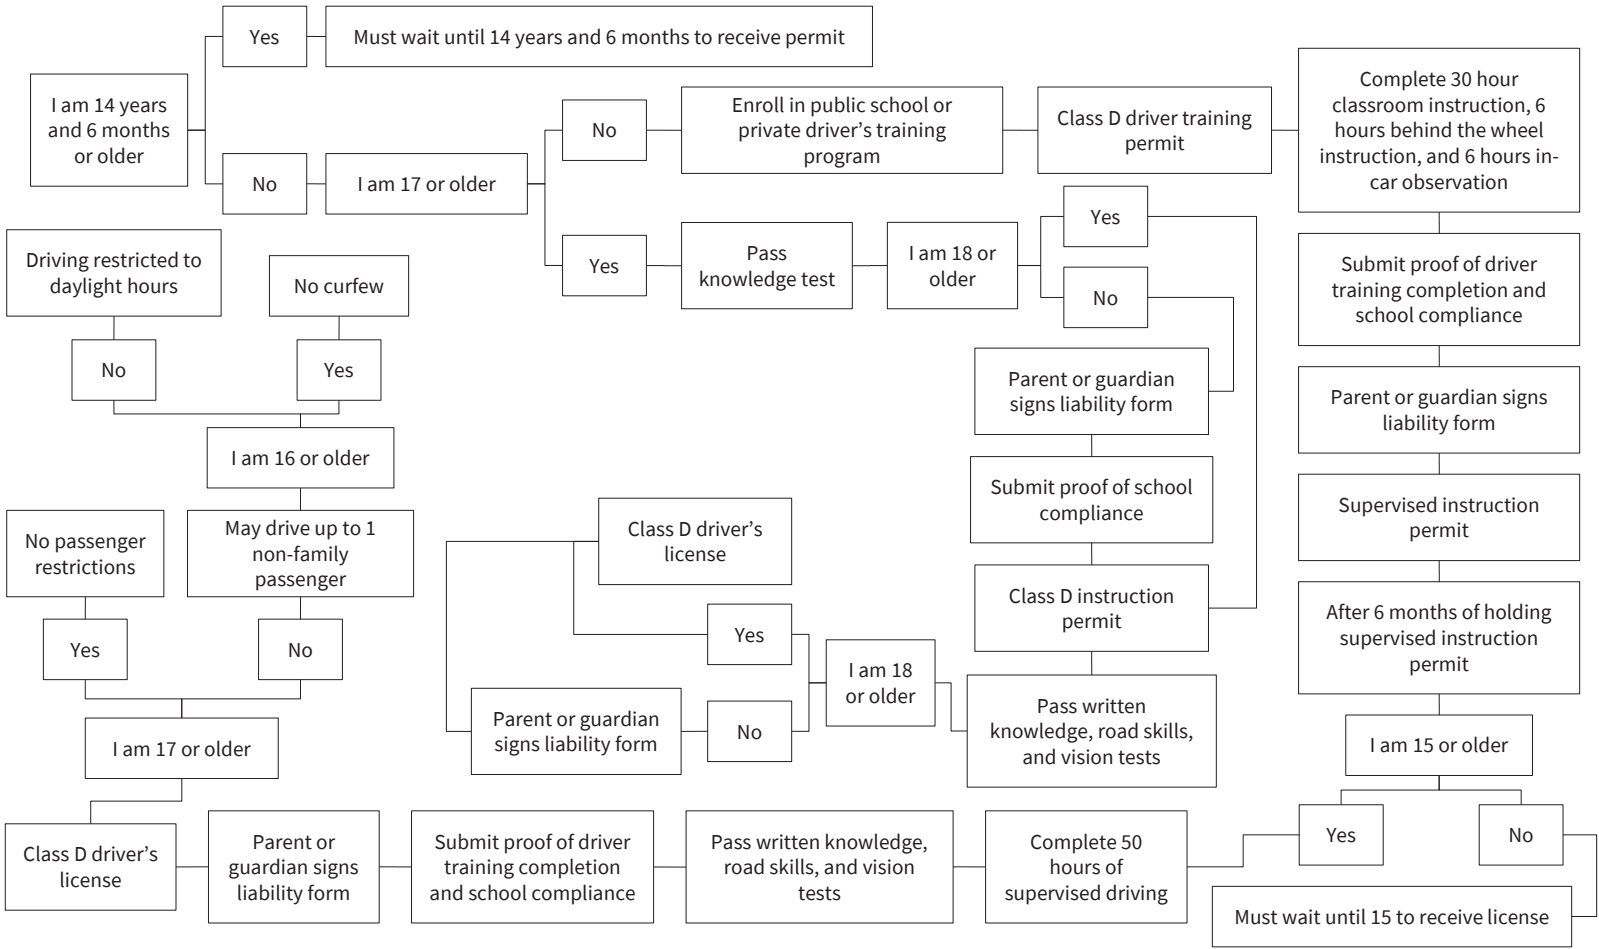 Yes
Must wait until 14 years and 6 months to receive permit
I am 14 years
and 6 months
or older
No
I am 17 or older
No
Enroll in public school or
private driver's training
program
Class D driver training
permit
Complete 30 hour
classroom instruction, 6
hours behind the wheel
instruction, and 6 hours in-
car observation
Yes
Pass
knowledge test
I am 18 or
older
Yes
No
Parent or guardian
signs liability form
Submit proof of school
compliance
Class D instruction
permit
Pass written
knowledge, road skills,
and vision tests
I am 18
or older
Yes
No
Class D driver's
license
Parent or guardian
signs liability form
Submit proof of driver
training completion and
school compliance
Parent or guardian signs
liability form
Supervised instruction
permit
After 6 months of holding
supervised instruction
permit
I am 15 or older
Yes
No
Must wait until 15 to receive license
Complete 50
hours of
supervised driving
Pass written knowledge,
road skills, and vision
tests
Submit proof of driver
training completion
and school compliance
Parent or
guardian signs
liability form
Class D driver's
license
I am 17 or older
Yes
No
No passenger
restrictions
May drive up to 1
non-family
passenger
I am 16 or older
No
Yes
Driving restricted to
daylight hours
No curfew